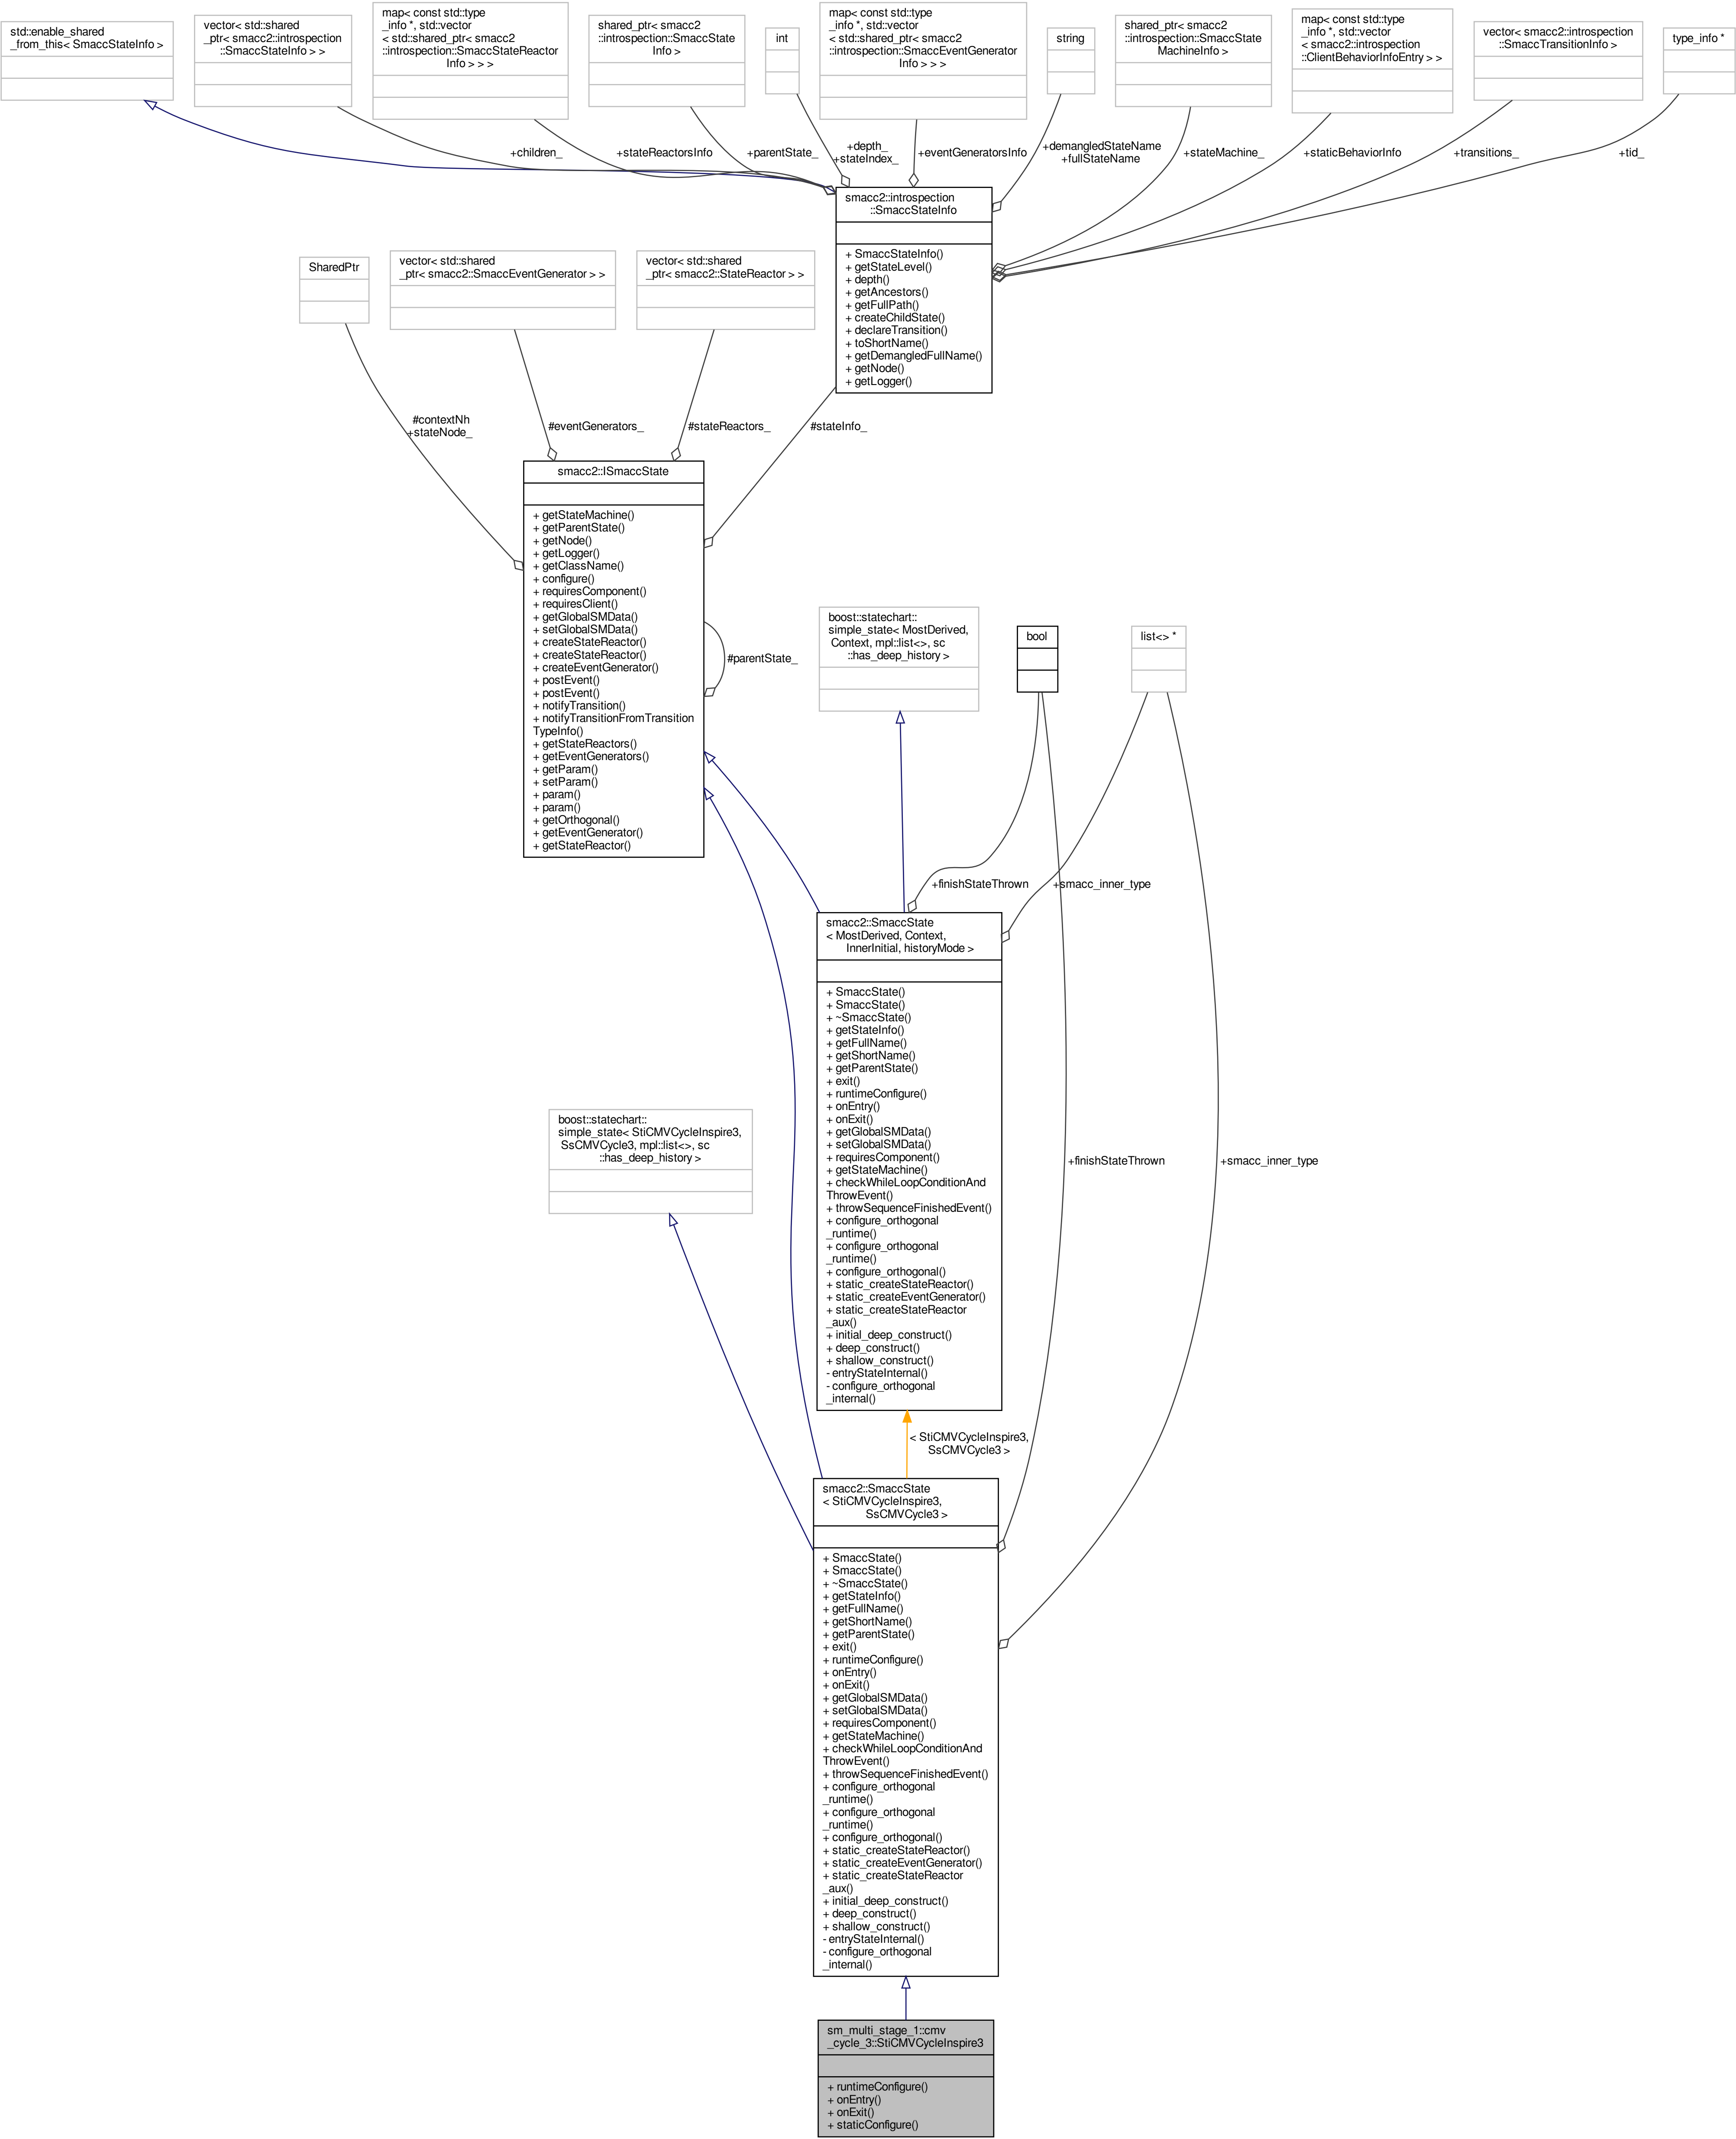 std::enable_shared
_from_this< SmaccStateInfo >
vector< std::shared
_ptr< smacc2::introspection
::SmaccStateInfo > >
map< const std::type
_info *, std::vector
< std::shared_ptr< smacc2
::introspection::SmaccStateReactor
Info > > >
shared_ptr< smacc2
::introspection::SmaccState
Info >
int
map< const std::type
_info *, std::vector
< std::shared_ptr< smacc2
::introspection::SmaccEventGenerator
Info > > >
string
shared_ptr< smacc2
::introspection::SmaccState
MachineInfo >
map< const std::type
_info *, std::vector
< smacc2::introspection
::ClientBehaviorInfoEntry > >
vector< smacc2::introspection
::SmaccTransitionInfo >
type_info *
+children_
+stateReactorsInfo
+parentState_
+depth_
+stateIndex_
+eventGeneratorsInfo
+demangledStateName
+fullStateName
+stateMachine_
+staticBehaviorInfo
+transitions_
+tid_
smacc2::introspection
::SmaccStateInfo
+ SmaccStateInfo()
+ getStateLevel()
+ depth()
+ getAncestors()
+ getFullPath()
+ createChildState()
+ declareTransition()
+ toShortName()
+ getDemangledFullName()
+ getNode()
+ getLogger()
SharedPtr
vector< std::shared
_ptr< smacc2::SmaccEventGenerator > >
vector< std::shared
_ptr< smacc2::StateReactor > >
#contextNh
+stateNode_
#eventGenerators_
#stateReactors_
#stateInfo_
smacc2::ISmaccState
+ getStateMachine()
+ getParentState()
+ getNode()
+ getLogger()
+ getClassName()
+ configure()
+ requiresComponent()
+ requiresClient()
+ getGlobalSMData()
+ setGlobalSMData()
+ createStateReactor()
+ createStateReactor()
+ createEventGenerator()
+ postEvent()
+ postEvent()
+ notifyTransition()
+ notifyTransitionFromTransition
TypeInfo()
+ getStateReactors()
+ getEventGenerators()
+ getParam()
+ setParam()
+ param()
+ param()
+ getOrthogonal()
+ getEventGenerator()
+ getStateReactor()
#parentState_
boost::statechart::
simple_state< MostDerived,
Context, mpl::list<>, sc
::has_deep_history >
bool
list<> *
+finishStateThrown
+smacc_inner_type
smacc2::SmaccState
< MostDerived, Context,
InnerInitial, historyMode >
+ SmaccState()
+ SmaccState()
+ ~SmaccState()
+ getStateInfo()
+ getFullName()
+ getShortName()
+ getParentState()
+ exit()
+ runtimeConfigure()
+ onEntry()
+ onExit()
+ getGlobalSMData()
+ setGlobalSMData()
+ requiresComponent()
+ getStateMachine()
+ checkWhileLoopConditionAnd
ThrowEvent()
+ throwSequenceFinishedEvent()
+ configure_orthogonal
_runtime()
+ configure_orthogonal
_runtime()
+ configure_orthogonal()
+ static_createStateReactor()
+ static_createEventGenerator()
+ static_createStateReactor
_aux()
+ initial_deep_construct()
+ deep_construct()
+ shallow_construct()
- entryStateInternal()
- configure_orthogonal
_internal()
boost::statechart::
simple_state< StiCMVCycleInspire3,
SsCMVCycle3, mpl::list<>, sc
::has_deep_history >
+finishStateThrown
+smacc_inner_type
< StiCMVCycleInspire3,
SsCMVCycle3 >
smacc2::SmaccState
< StiCMVCycleInspire3,
SsCMVCycle3 >
+ SmaccState()
+ SmaccState()
+ ~SmaccState()
+ getStateInfo()
+ getFullName()
+ getShortName()
+ getParentState()
+ exit()
+ runtimeConfigure()
+ onEntry()
+ onExit()
+ getGlobalSMData()
+ setGlobalSMData()
+ requiresComponent()
+ getStateMachine()
+ checkWhileLoopConditionAnd
ThrowEvent()
+ throwSequenceFinishedEvent()
+ configure_orthogonal
_runtime()
+ configure_orthogonal
_runtime()
+ configure_orthogonal()
+ static_createStateReactor()
+ static_createEventGenerator()
+ static_createStateReactor
_aux()
+ initial_deep_construct()
+ deep_construct()
+ shallow_construct()
- entryStateInternal()
- configure_orthogonal
_internal()
sm_multi_stage_1::cmv
_cycle_3::StiCMVCycleInspire3
+ runtimeConfigure()
+ onEntry()
+ onExit()
+ staticConfigure()